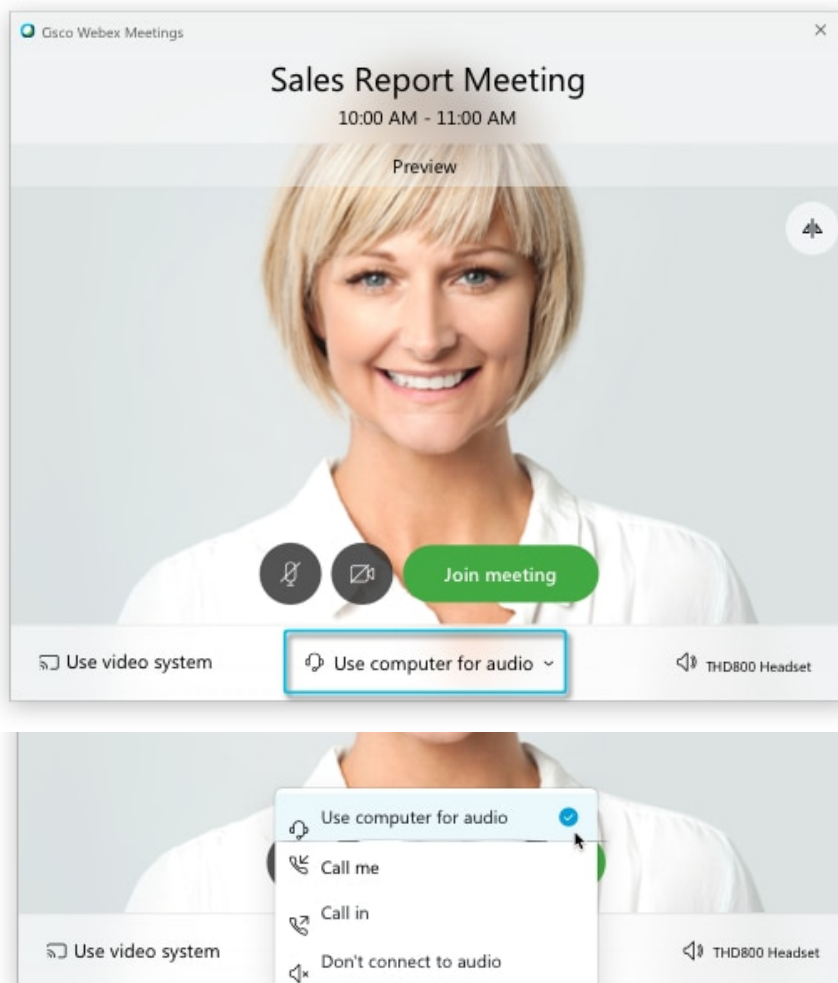 Cisco Webex Meetings
Sales Report Meeting
10:00 AM - 11:00 AM
Preview
Join meeting
Use video system
Use computer for audio
THD800 Headset
Use computer for audio
Call me
Call in
Use video system
Don't connect to audio
THD800 Headset